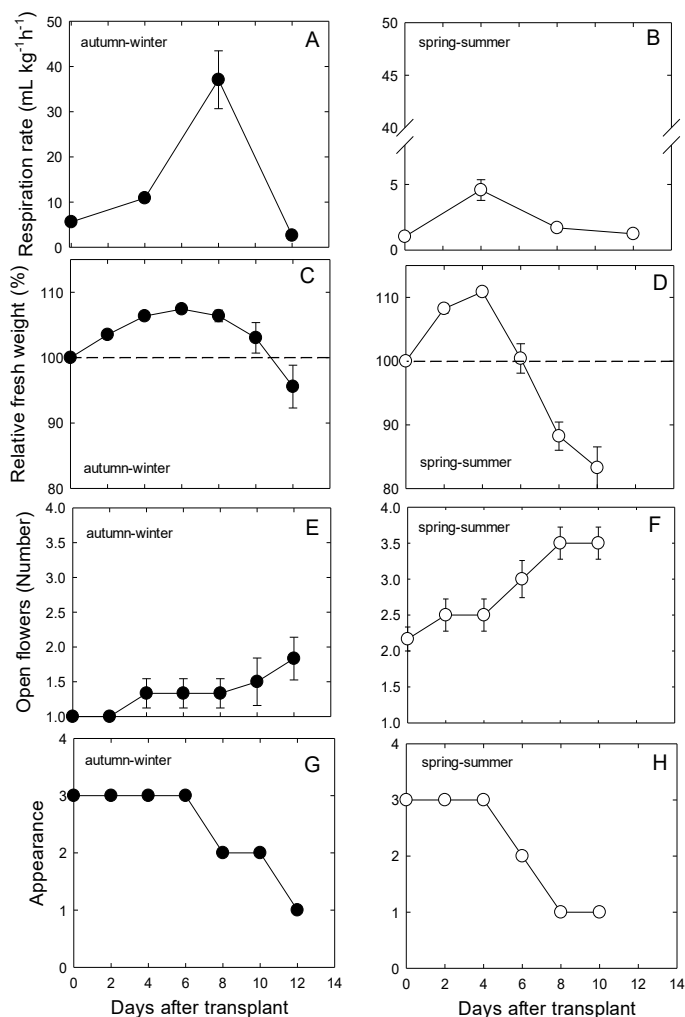 50
40
30
20
10
0
Respiration rate (mL kg⁻¹h⁻¹)
autumn-winter
A
50
45
40
5
0
spring-summer
B
110
100
90
80
Relative fresh weight (%)
autumn-winter
C
110
100
90
80
spring-summer
D
4.0
3.5
3.0
2.5
2.0
1.5
1.0
Open flowers (Number)
autumn-winter
E
4.0
3.5
3.0
2.5
2.0
1.5
1.0
spring-summer
F
4
3
2
1
0
Appearance
autumn-winter
G
0 2 4 6 8 10 12 14
Days after transplant
4
3
2
1
0
spring-summer
H
0 2 4 6 8 10 12 14
Days after transplant